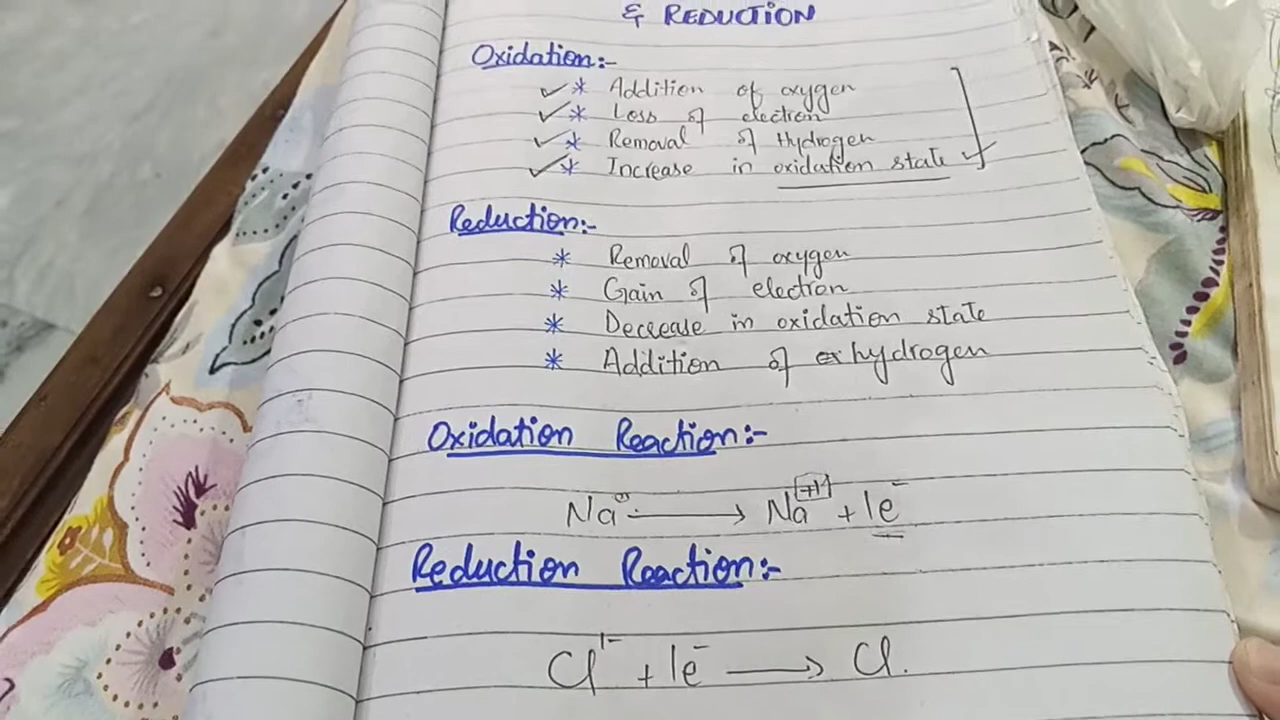 & REDUCTION
Oxidation:-
* Addition of oxygen
* Loss of electron
* Removal of Hydrogen
* Increase in oxidation state
Reduction:-
* Removal of oxygen
* Gain of electron
* Decrease in oxidation state
* Addition of ox hydrogen
Oxidation Reaction:-
Na⁰ ⟶ Na⁺¹ + 1e⁻
Reduction Reaction:-
Cl¹⁻ + 1e⁻ ⟶ Cl.